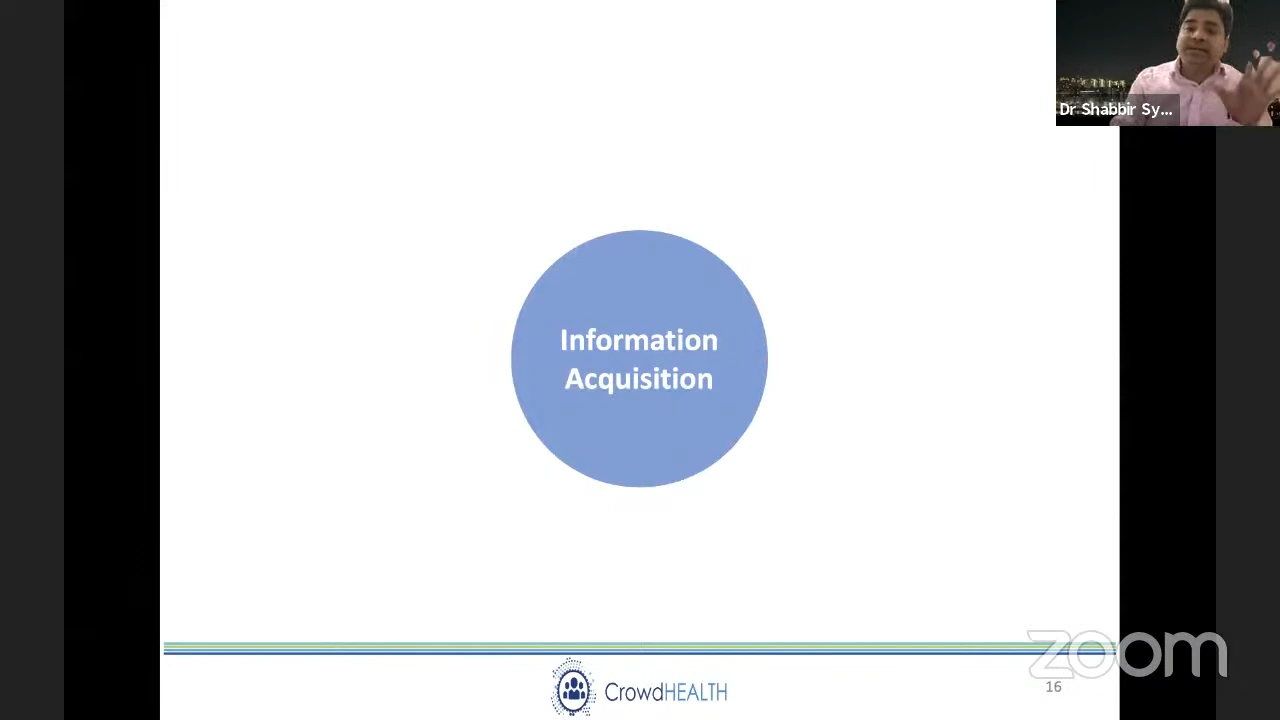 Dr Shabbir Sy...
Information
Acquisition
zoom
16
CrowdHEALTH